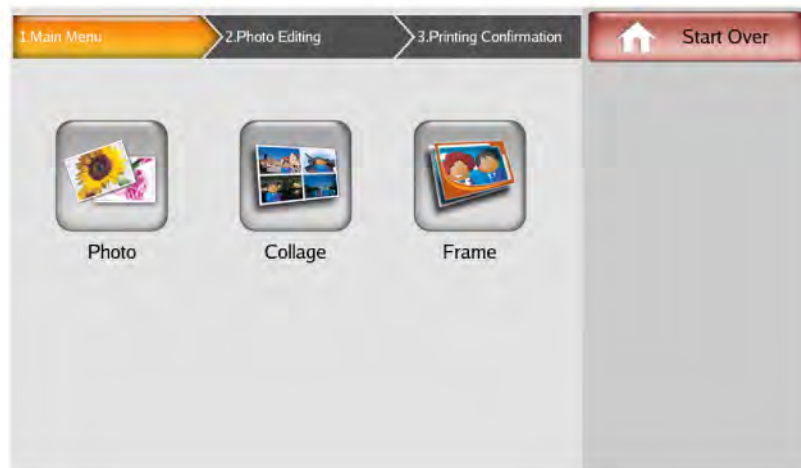 1.Main Menu
2.Photo Editing
3.Printing Confirmation
Start Over
Photo
Collage
Frame